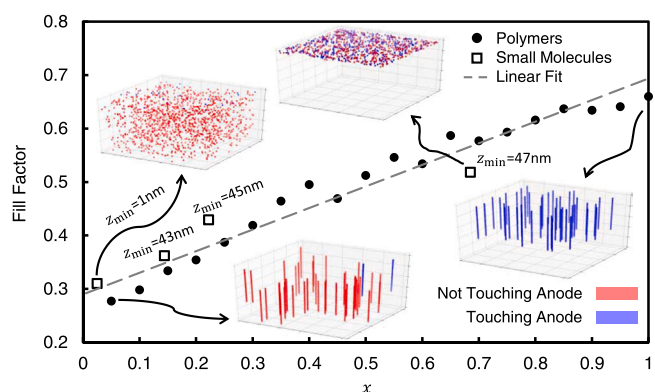 0.8
0.7
0.6
0.5
0.4
0.3
0.2
Fill Factor
0
0.1
0.2
0.3
0.4
0.5
0.6
0.7
0.8
0.9
1
x
Polymers
Small Molecules
Linear Fit
z_min=1nm
z_min=43nm
z_min=45nm
z_min=47nm
Not Touching Anode
Touching Anode